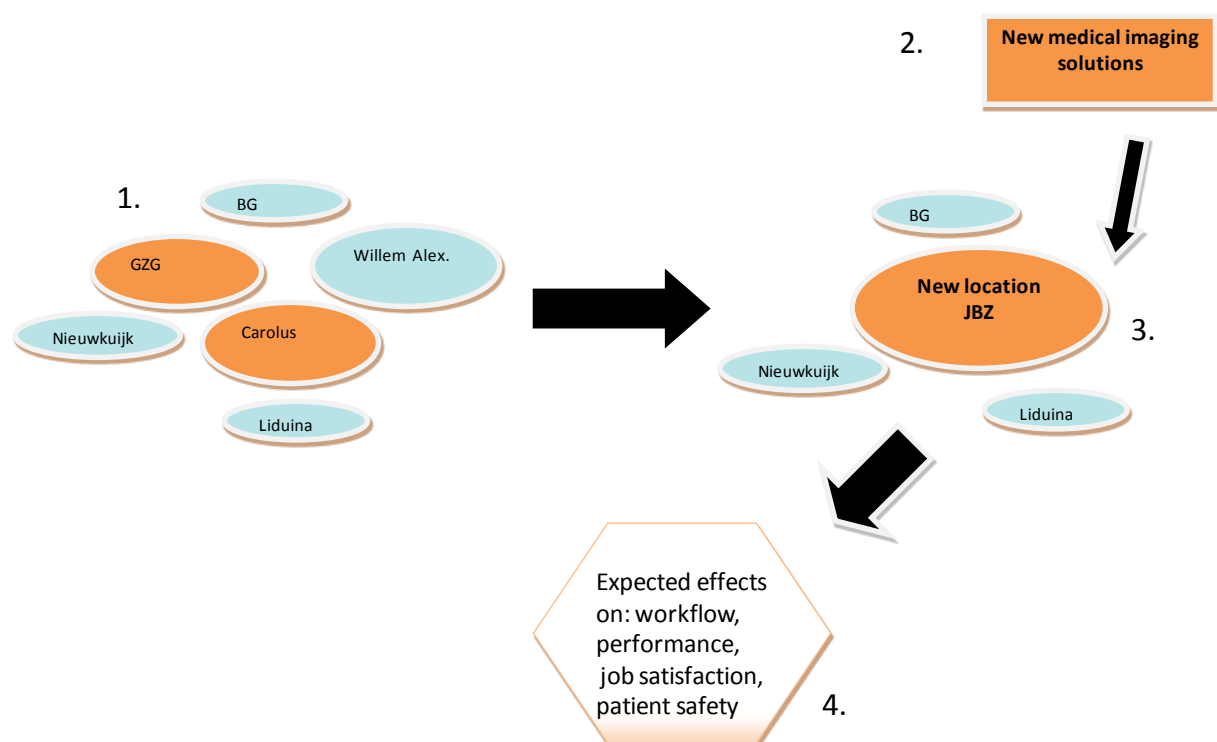 2.
New medical imaging
solutions
1.
BG
GZG
Willem Alex.
Nieuwkuijk
Carolus
Liduina
BG
New location
JBZ
3.
Nieuwkuijk
Liduina
Expected effects
on: workflow,
performance,
job satisfaction,
patient safety
4.